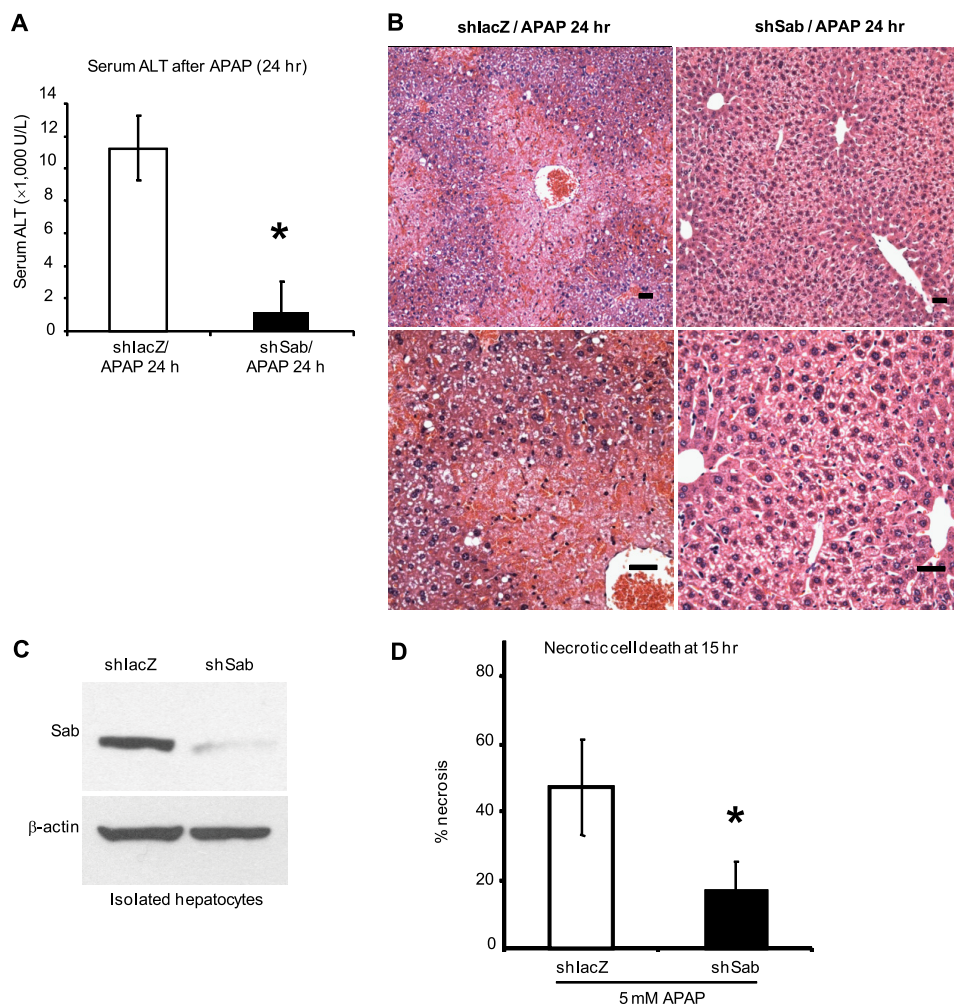 A
Serum ALT after APAP (24 hr)
Serum ALT (×1,000 U/L)
14
12
10
8
6
4
2
0
*
shlacZ/
APAP 24 h
shSab/
APAP 24 h
B
shlacZ / APAP 24 hr
shSab / APAP 24 hr
C
shlacZ
shSab
Sab
β-actin
Isolated hepatocytes
D
Necrotic cell death at 15 hr
% necrosis
80
60
40
20
0
*
shlacZ
shSab
5 mM APAP